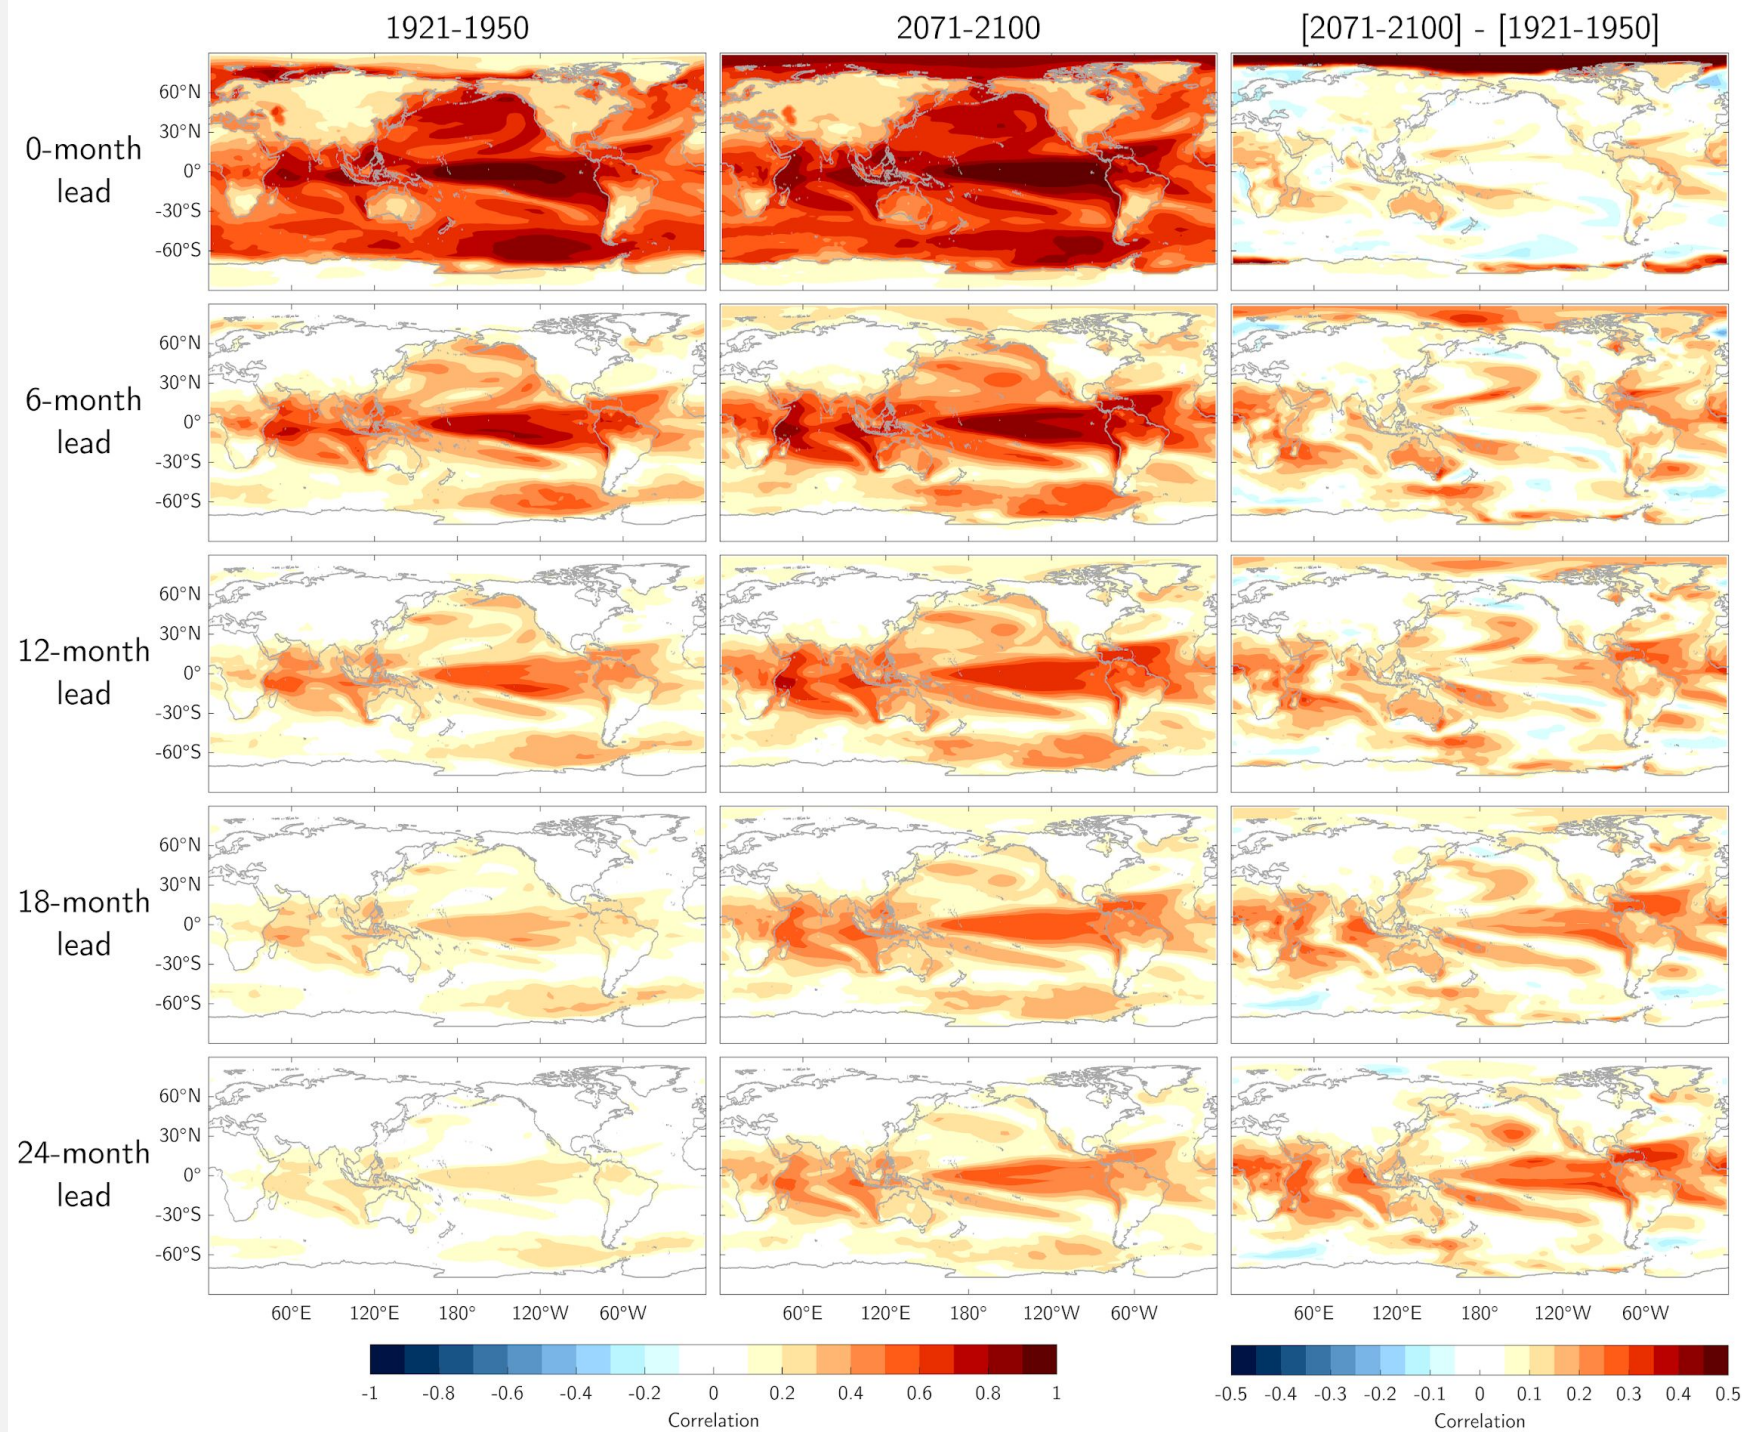 1921-1950
2071-2100
[2071-2100] - [1921-1950]
0-month
lead
60°N
30°N
0°
-30°S
-60°S
6-month
lead
60°N
30°N
0°
-30°S
-60°S
12-month
lead
60°N
30°N
0°
-30°S
-60°S
18-month
lead
60°N
30°N
0°
-30°S
-60°S
24-month
lead
60°N
30°N
0°
-30°S
-60°S
60°E 120°E 180° 120°W 60°W
60°E 120°E 180° 120°W 60°W
60°E 120°E 180° 120°W 60°W
-1 -0.8 -0.6 -0.4 -0.2 0 0.2 0.4 0.6 0.8 1
Correlation
-0.5 -0.4 -0.3 -0.2 -0.1 0 0.1 0.2 0.3 0.4 0.5
Correlation